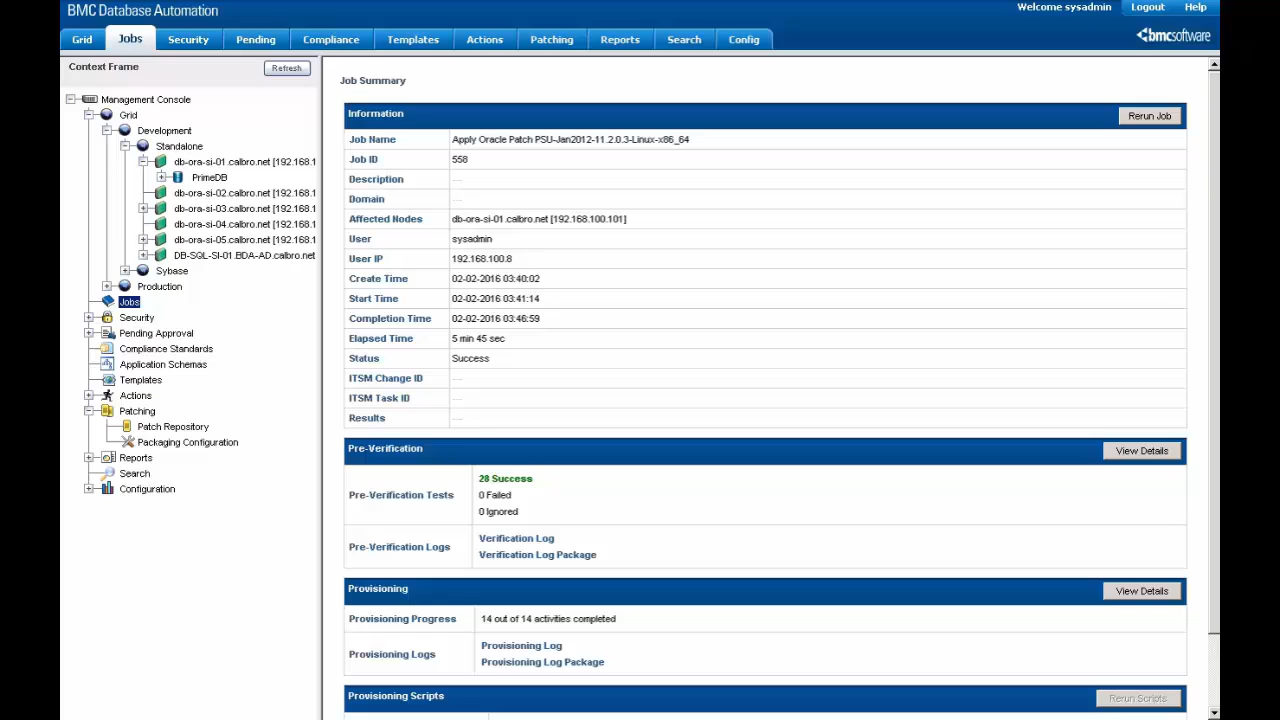 BMC Database Automation
Welcome sysadmin
Logout
Help
Grid
Jobs
Security
Pending
Compliance
Templates
Actions
Patching
Reports
Search
Config
bmcsoftware
Context Frame
Refresh
Management Console
Grid
Development
Standalone
db-ora-si-01.calbro.net [192.168.1
PrimeDB
db-ora-si-02.calbro.net [192.168.1
db-ora-si-03.calbro.net [192.168.1
db-ora-si-04.calbro.net [192.168.1
db-ora-si-05.calbro.net [192.168.1
DB-SQL-SI-01.BDA-AD.calbro.net
Sybase
Production
Jobs
Security
Pending Approval
Compliance Standards
Application Schemas
Templates
Actions
Patching
Patch Repository
Packaging Configuration
Reports
Search
Configuration
Job Summary
Information
Rerun Job
Job Name Apply Oracle Patch PSU-Jan2012-11.2.0.3-Linux-x86_64
Job ID 558
Description ---
Domain ---
Affected Nodes db-ora-si-01.calbro.net [192.168.100.101]
User sysadmin
User IP 192.168.100.8
Create Time 02-02-2016 03:40:02
Start Time 02-02-2016 03:41:14
Completion Time 02-02-2016 03:46:59
Elapsed Time 5 min 45 sec
Status Success
ITSM Change ID ---
ITSM Task ID ---
Results ---
Pre-Verification
View Details
Pre-Verification Tests
28 Success
0 Failed
0 Ignored
Pre-Verification Logs
Verification Log
Verification Log Package
Provisioning
View Details
Provisioning Progress 14 out of 14 activities completed
Provisioning Logs
Provisioning Log
Provisioning Log Package
Provisioning Scripts
Rerun Scripts